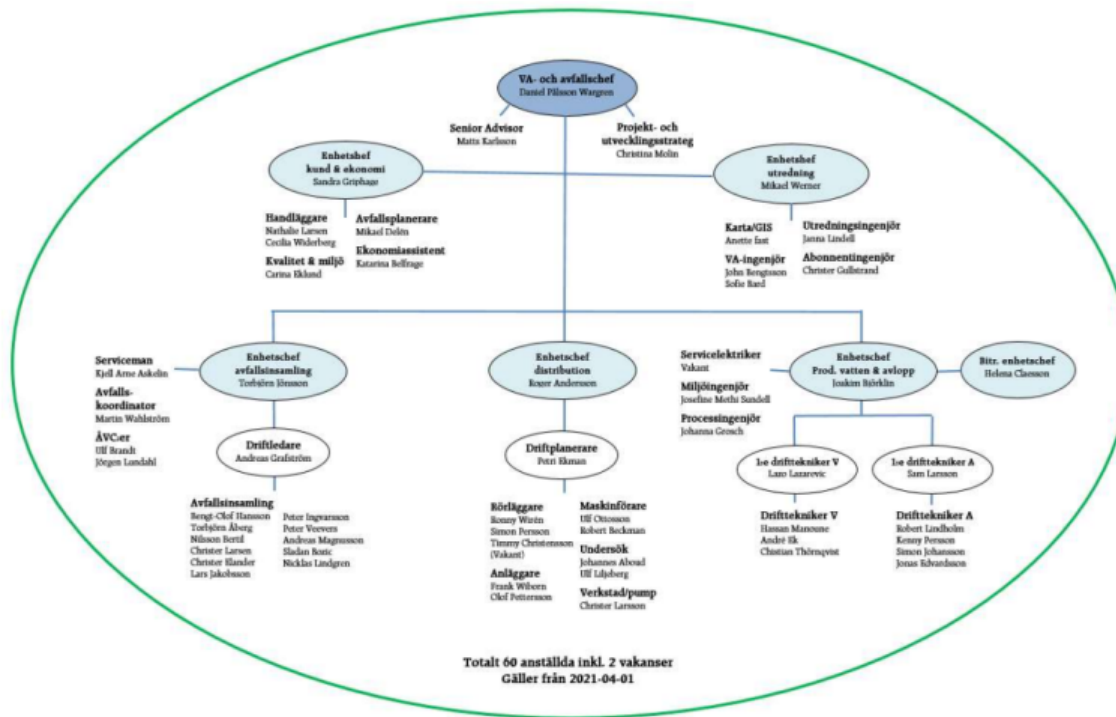 VA- och avfallschef
Daniel Pålsson Wargren
Senior Advisor
Matts Karlsson
Projekt- och
utvecklingsstrateg
Christina Molin
Enhetshef
kund & ekonomi
Sandra Griphage
Handläggare
Nathalie Larsen
Cecilia Widerberg
Kvalitet & miljö
Carina Eklund
Avfallsplanerare
Mikael Delén
Ekonomiassistent
Katarina Belfrage
Enhetshef
utredning
Mikael Werner
Karta/GIS
Anette fast
VA-ingenjör
John Bengtsson
Sofie Bard
Utredningsingenjör
Janna Lindell
Abonnentingenjör
Christer Gullstrand
Serviceman
Kjell Arne Askelin
Avfalls-
koordinator
Martin Wahlström
ÅVC:er
Ulf Brandt
Jörgen Lundahl
Enhetschef
avfallsinsamling
Torbjörn Jönsson
Driftledare
Andreas Grafström
Avfallsinsamling
Bengt-Olof Hansson
Torbjörn Åberg
Nilsson Bertil
Christer Larsen
Christer Elander
Lars Jakobsson
Peter Ingvarsson
Peter Veevers
Andreas Magnusson
Sladan Bozic
Nicklas Lindgren
Enhetschef
distribution
Roger Andersson
Driftplanerare
Petri Ekman
Rörläggare
Ronny Wirén
Simon Persson
Timmy Christensson
(Vakant)
Anläggare
Frank Wiborn
Olof Pettersson
Maskinförare
Ulf Ottosson
Robert Beckman
Undersök
Johannes Aboud
Ulf Liljeberg
Verkstad/pump
Christer Larsson
Servicelektriker
Vakant
Miljöingenjör
Josefine Methi Sundell
Processingenjör
Johanna Grosch
Enhetschef
Prod. vatten & avlopp
Joakim Björklin
Bitr. enhetschef
Helena Claesson
1:e drifttekniker V
Lazo Lazarevic
Drifttekniker V
Hassan Manoune
André Ek
Chistian Thörnqvist
1:e drifttekniker A
Sam Larsson
Drifttekniker A
Robert Lindholm
Kenny Persson
Simon Johansson
Jonas Edvardsson
Totalt 60 anställda inkl. 2 vakanser
Gäller från 2021-04-01